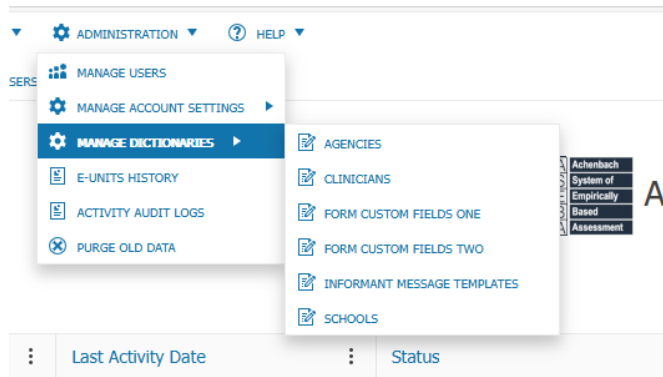 ADMINISTRATION
HELP
SERS
MANAGE USERS
MANAGE ACCOUNT SETTINGS
MANAGE DICTIONARIES
AGENCIES
CLINICIANS
E-UNITS HISTORY
FORM CUSTOM FIELDS ONE
ACTIVITY AUDIT LOGS
FORM CUSTOM FIELDS TWO
PURGE OLD DATA
INFORMANT MESSAGE TEMPLATES
SCHOOLS
Achenbach
System of
Empirically
Based
Assessment
A
Last Activity Date
Status